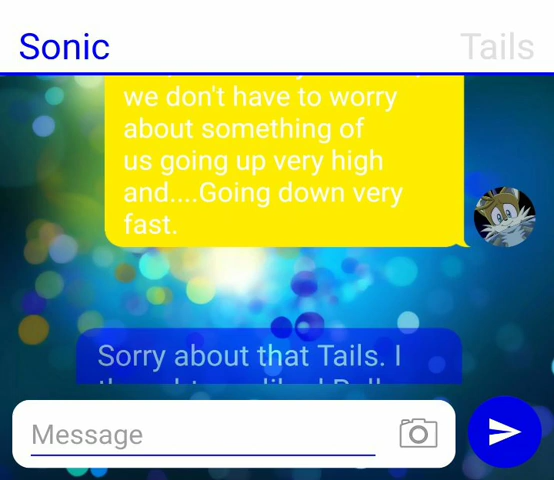 Sonic
Tails
we don't have to worry
about something of
us going up very high
and....Going down very
fast.
Sorry about that Tails. I
Message